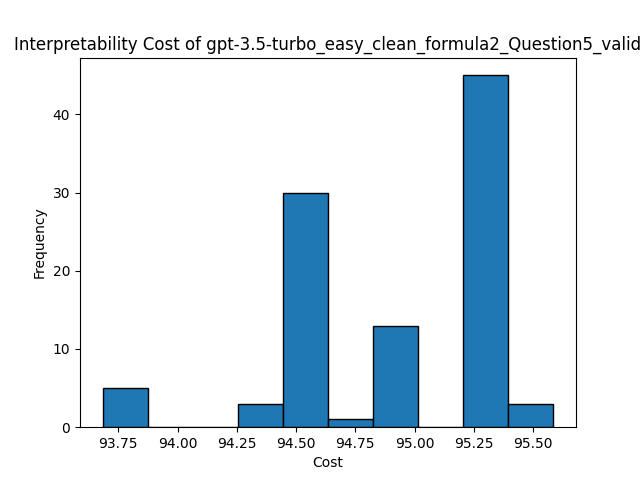 Interpretability Cost of gpt-3.5-turbo_easy_clean_formula2_Question5_valid
Frequency
40
30
20
10
0
93.75 94.00 94.25 94.50 94.75 95.00 95.25 95.50
Cost